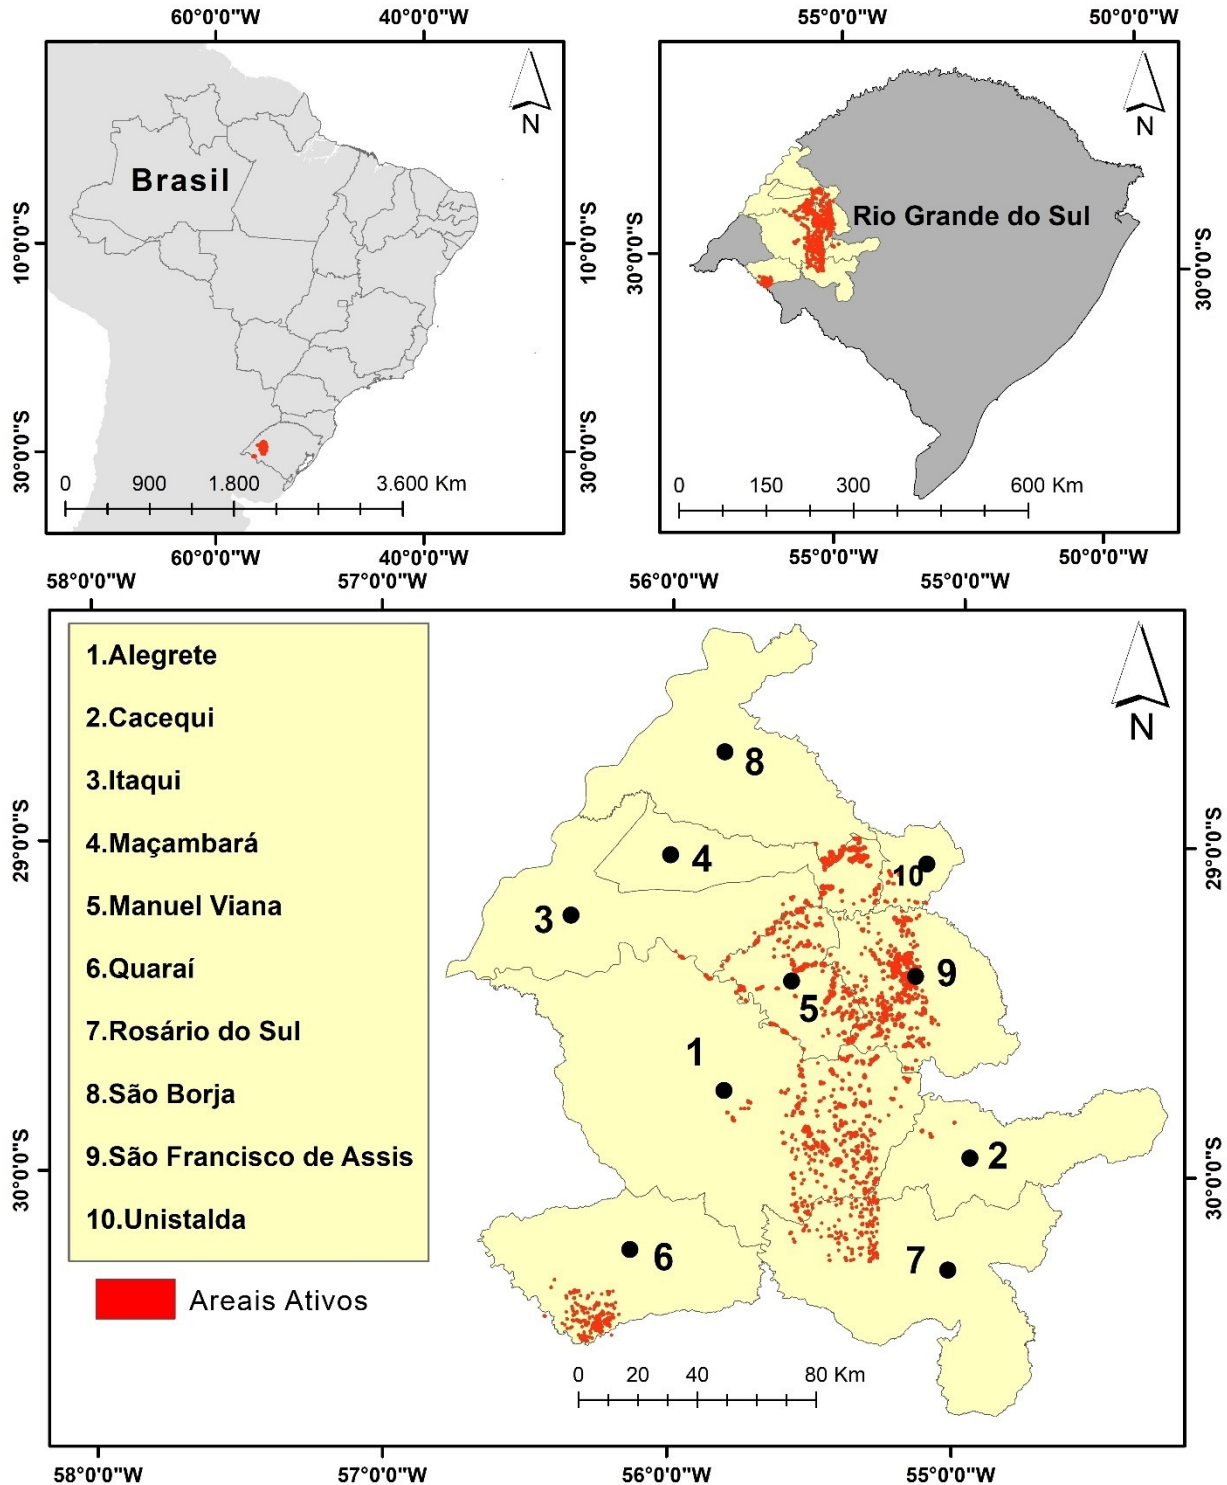 60°0'0"W 40°0'0"W
55°0'0"W 50°0'0"W
N
N
Brasil
Rio Grande do Sul
10°0'0"S
10°0'0"S
30°0'0"S
30°0'0"S
30°0'0"S
30°0'0"S
0 900 1.800 3.600 Km
0 150 300 600 Km
60°0'0"W 40°0'0"W
55°0'0"W 50°0'0"W
58°0'0"W 57°0'0"W 56°0'0"W 55°0'0"W
1.Alegrete
2.Cacequi
3.Itaqui
4.Maçambará
5.Manuel Viana
6.Quaraí
7.Rosário do Sul
8.São Borja
9.São Francisco de Assis
10.Unistalda
Areais Ativos
N
8
4
10
3
9
5
1
2
6
7
29°0'0"S
29°0'0"S
30°0'0"S
30°0'0"S
0 20 40 80 Km
58°0'0"W 57°0'0"W 56°0'0"W 55°0'0"W